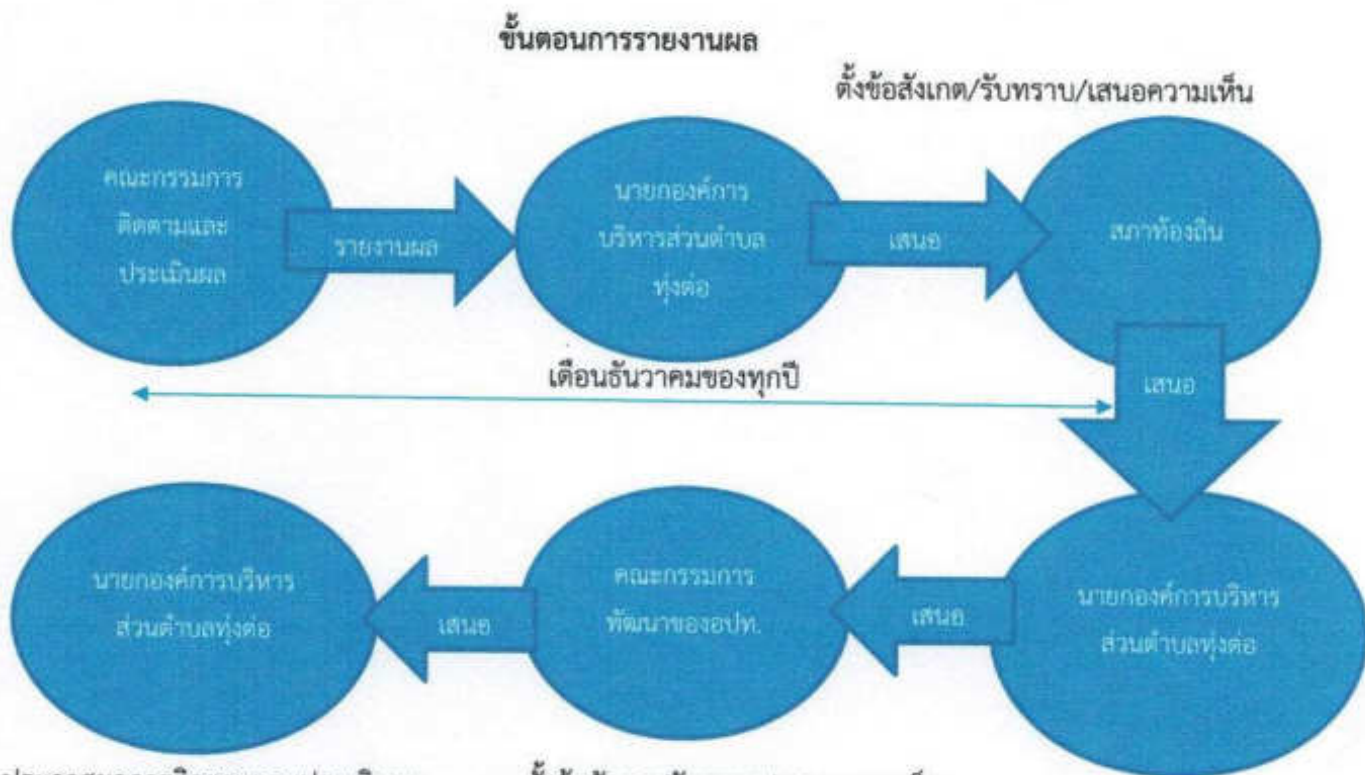 ขั้นตอนการรายงานผล
ตั้งข้อสังเกต/รับทราบ/เสนอความเห็น
คณะกรรมการ
ติดตามและ
ประเมินผล
รายงานผล
นายกองค์การ
บริหารส่วนตำบล
ทุ่งต่อ
เสนอ
สภาท้องถิ่น
เดือนธันวาคมของทุกปี
เสนอ
นายกองค์การบริหาร
ส่วนตำบลทุ่งต่อ
เสนอ
คณะกรรมการ
พัฒนาของอปท.
เสนอ
นายกองค์การบริหาร
ส่วนตำบลทุ่งต่อ